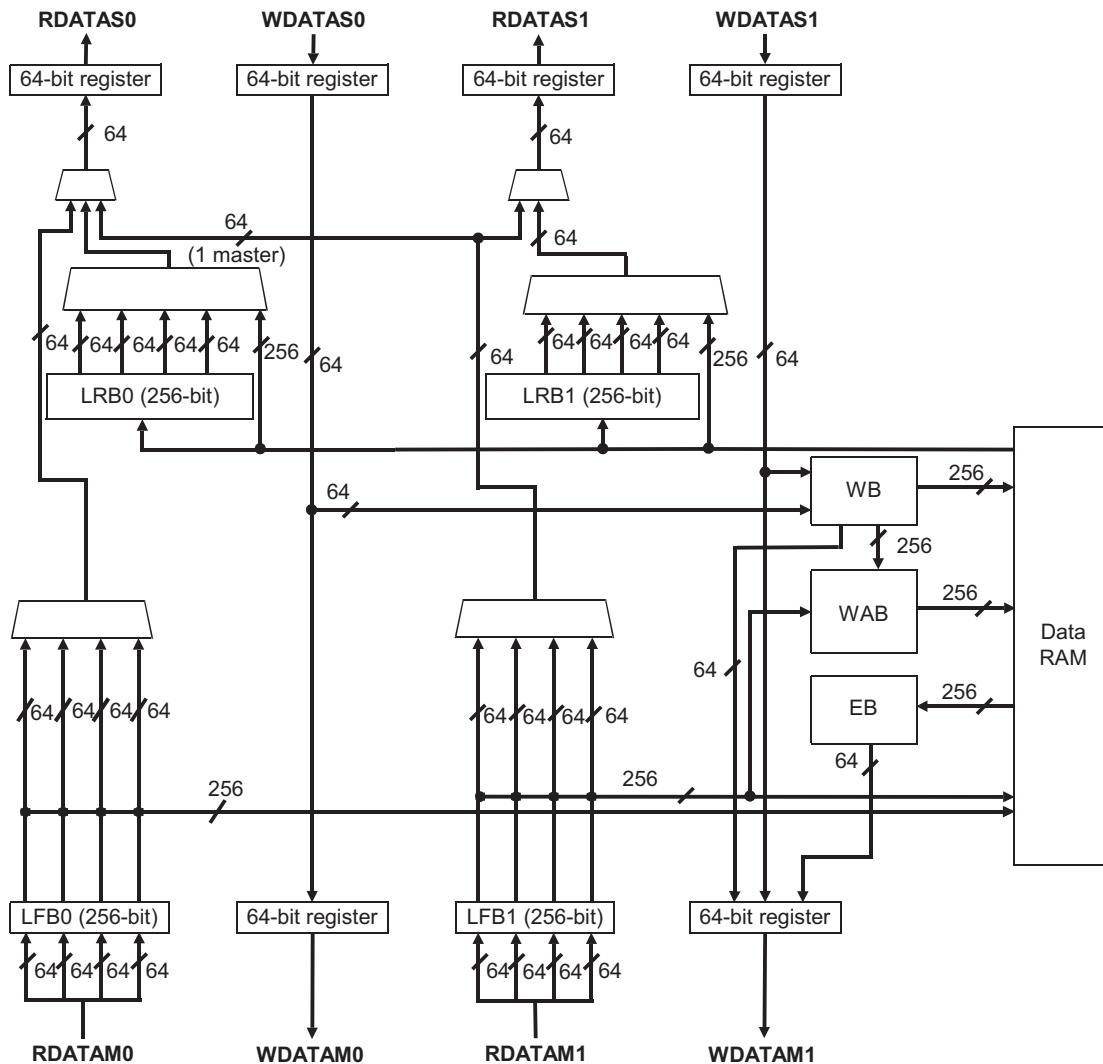 RDATAS0 WDATAS0 RDATAS1 WDATAS1
64-bit register 64-bit register 64-bit register 64-bit register
64 64
64
64
(1 master)
64 64 64 64 64 256 64 64 64 64 64 64 256 64
LRB0 (256-bit) LRB1 (256-bit)
64 WB 256
256
WAB 256
Data
RAM
64
EB 256
64 64 64 64 64 64 64 64
64
256 256
LFB0 (256-bit) 64-bit register LFB1 (256-bit) 64-bit register
64 64 64 64 64 64 64 64
RDATAM0 WDATAM0 RDATAM1 WDATAM1